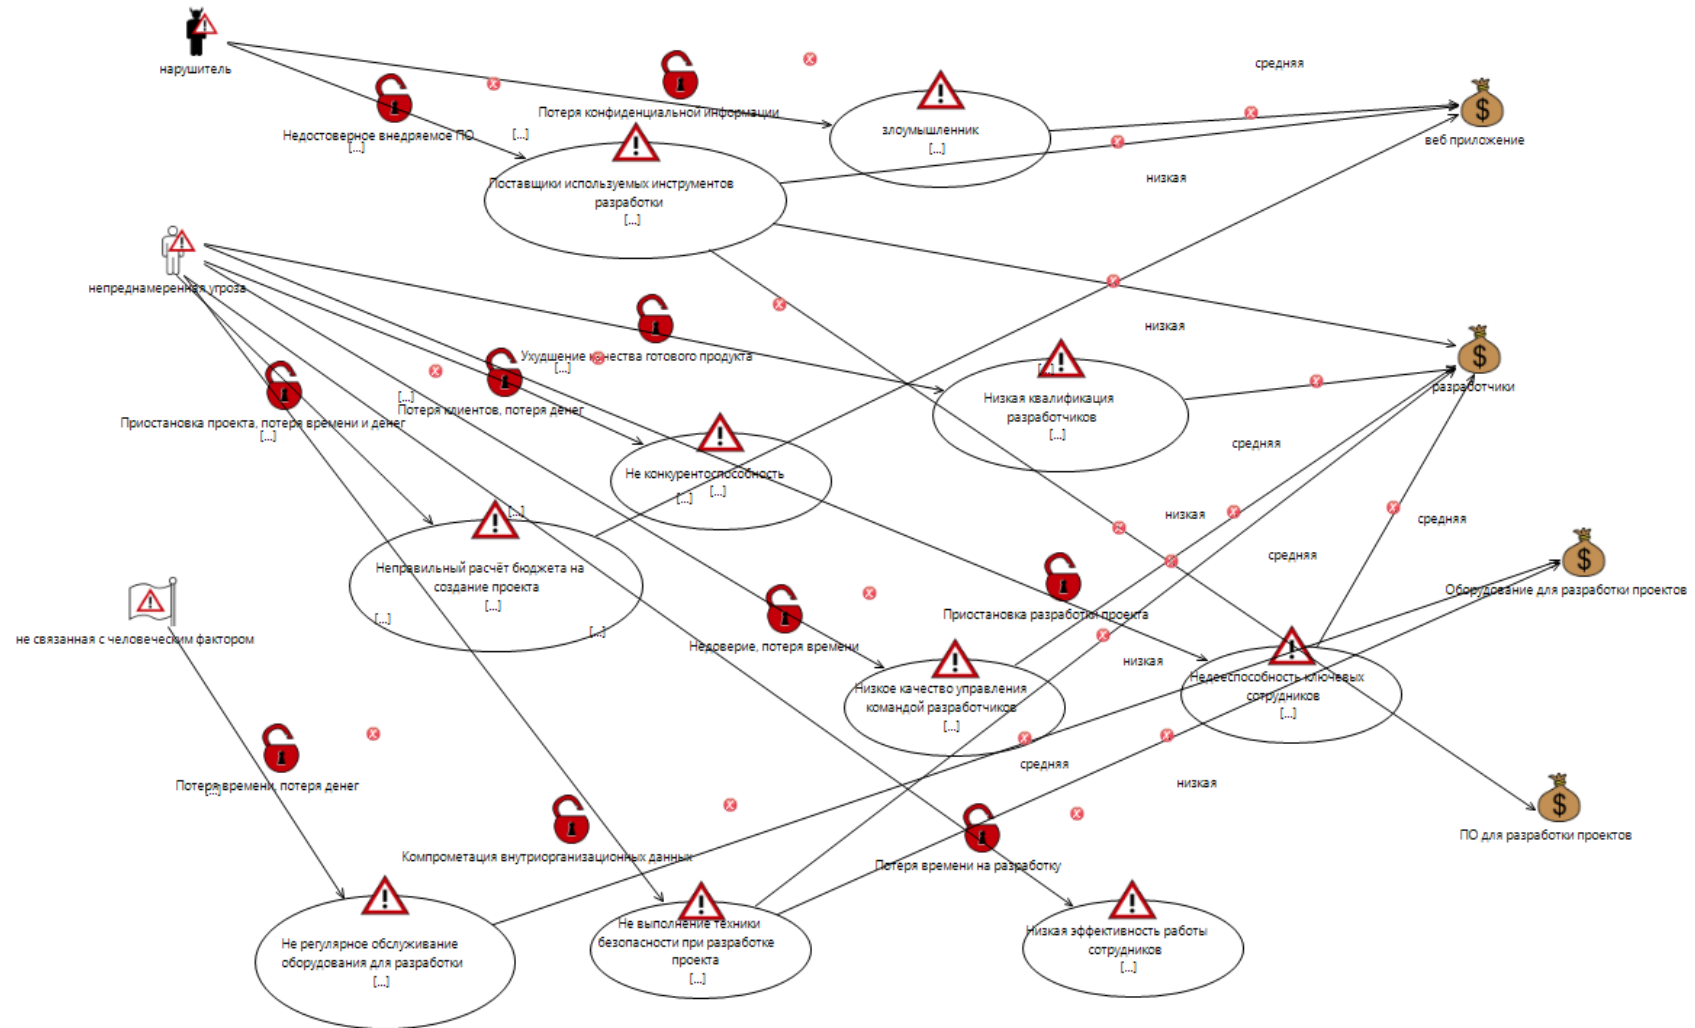 средняя
нарушитель
Потеря конфиденциальной информации
злоумышленник
[...]
Недостоверное внедряемое ПО
[...]
[...]
веб приложение
низкая
Поставщики используемых инструментов
разработки
[...]
непреднамеренная угроза
низкая
Ухудшение качества готового продукта
[...]
[...]
разработчики
Низкая квалификация
разработчиков
[...]
[...]
Потеря клиентов, потеря денег
Приостановка проекта, потеря времени и денег
[...]
средняя
Не конкурентоспособность
[...]
[...]
[...]
низкая
средняя
средняя
Неправильный расчёт бюджета на
создание проекта
[...]
[...]
[...]
Оборудование для разработки проектов
Приостановка разработки проекта
не связанная с человеческим фактором
Недоверие, потеря времени
низкая
Низкое качество управления
командой разработчиков
[...]
Недееспособность ключевых
сотрудников
[...]
средняя
низкая
Потеря времени, потеря денег
[...]
ПО для разработки проектов
Компрометация внутриорганизационных данных
Потеря времени на разработку
Не регулярное обслуживание
оборудования для разработки
[...]
Не выполнение техники
безопасности при разработке
проекта
[...]
Низкая эффективность работы
сотрудников
[...]